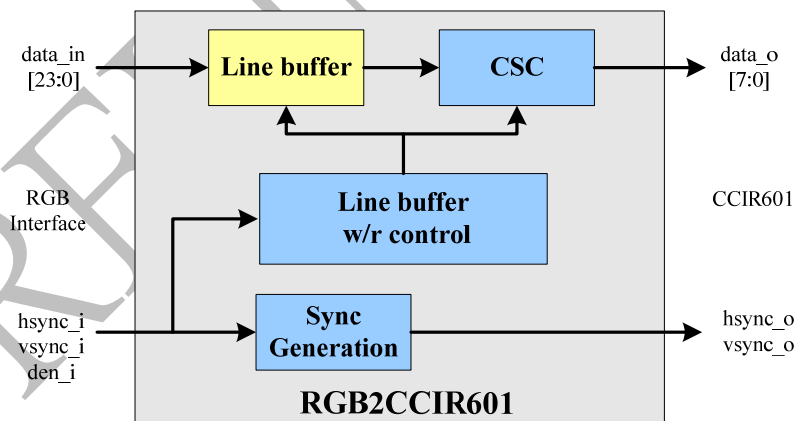 data_in
[23:0]
Line buffer
CSC
data_o
[7:0]
RGB
Interface
Line buffer
w/r control
CCIR601
hsync_i
vsync_i
den_i
Sync
Generation
hsync_o
vsync_o
RGB2CCIR601